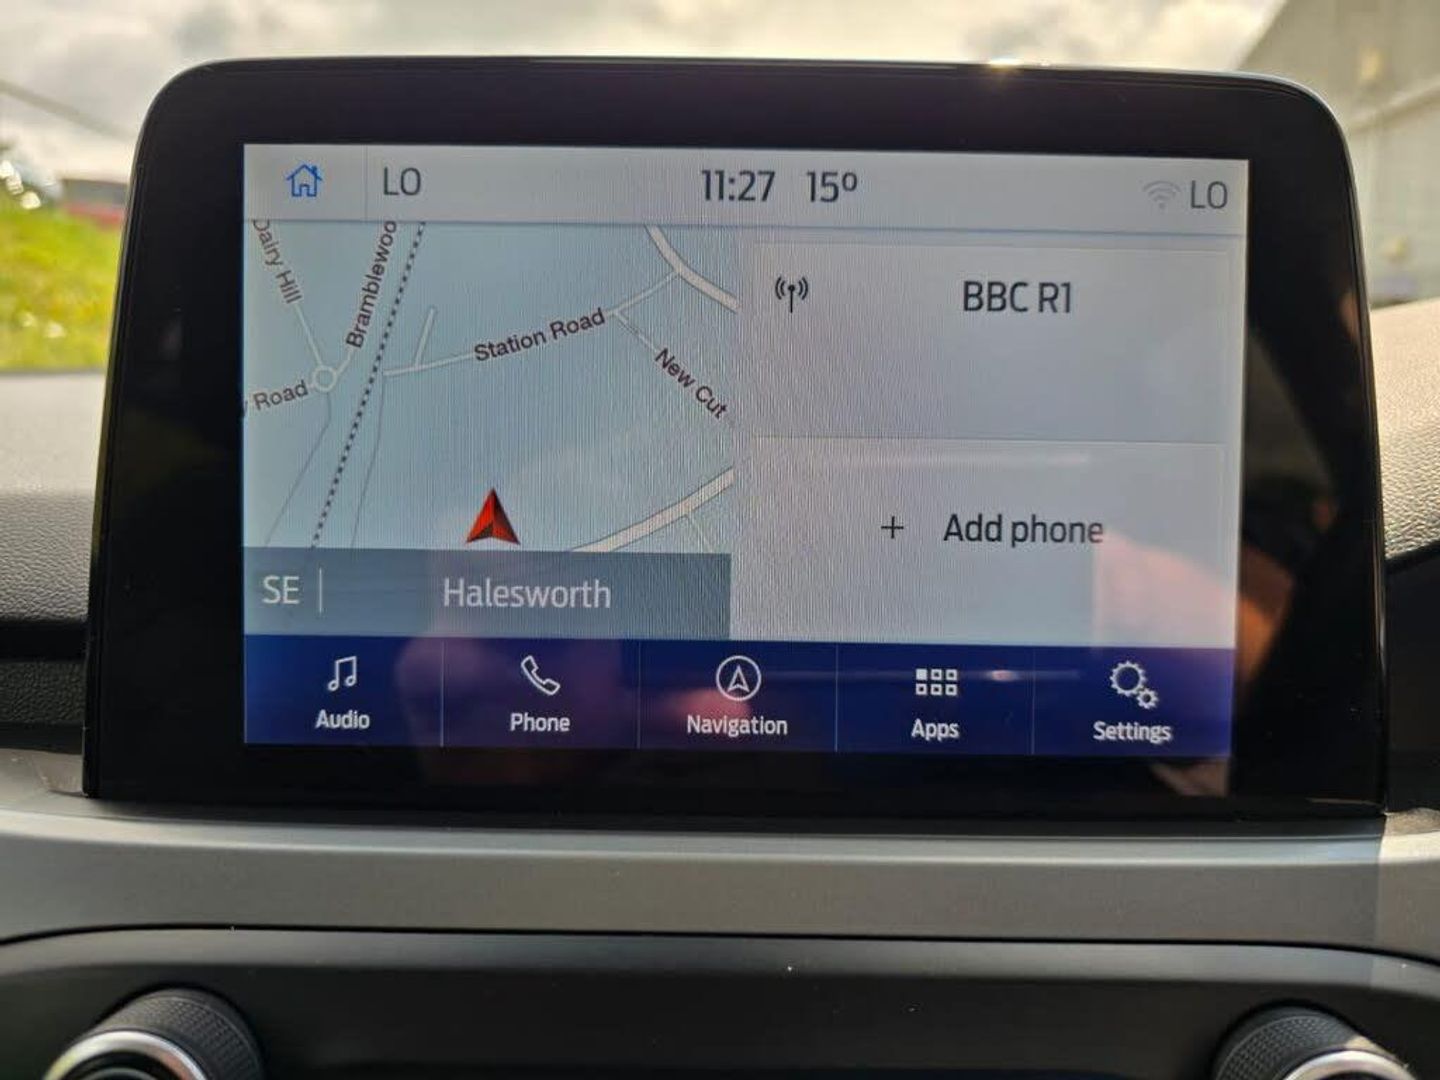 LO
11:27 15º
LO
Dairy Hill
Bramblewoo
Station Road
New Cut
Road
BBC R1
+ Add phone
SE | Halesworth
Audio
Phone
Navigation
Apps
Settings